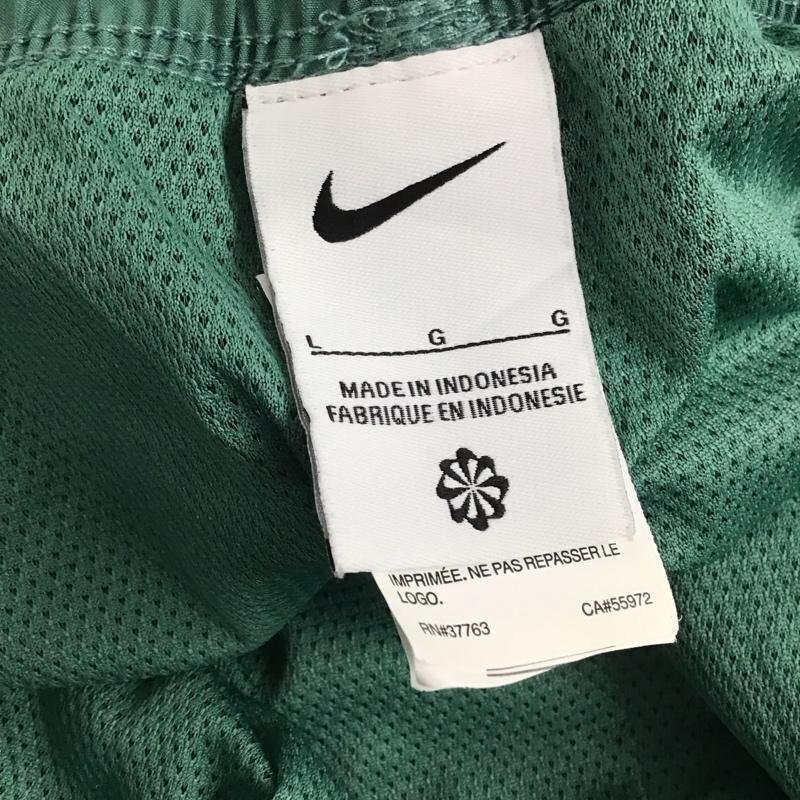 L G G
MADE IN INDONESIA
FABRIQUE EN INDONESIE
IMPRIMÉE. NE PAS REPASSER LE
LOGO.
RN#37763 CA#55972